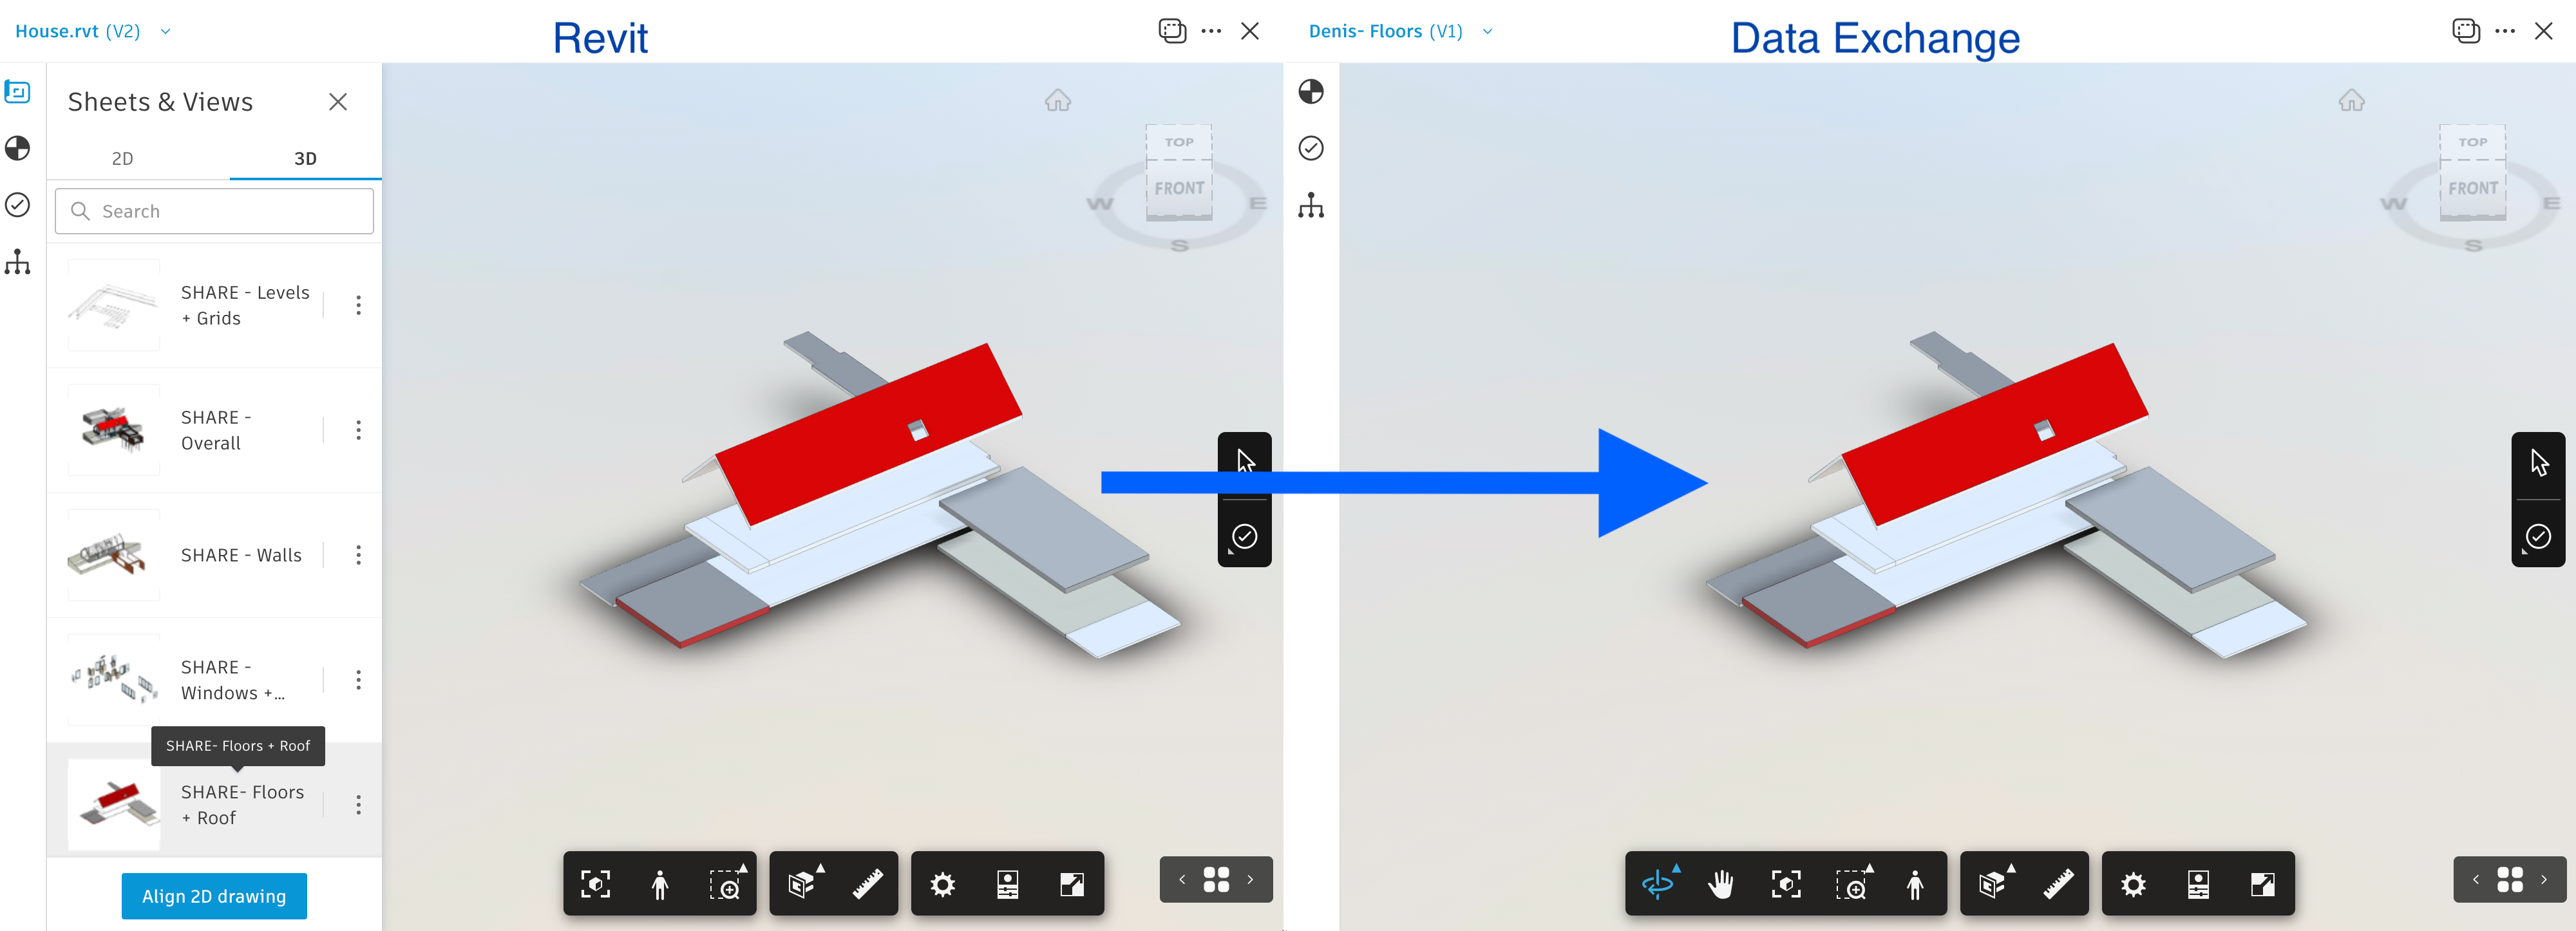 House.rvt (V2)
Revit
Denis- Floors (V1)
Data Exchange
Sheets & Views
2D
3D
Search
SHARE - Levels
+ Grids
SHARE -
Overall
SHARE - Walls
SHARE -
Windows +...
SHARE- Floors + Roof
SHARE- Floors
+ Roof
Align 2D drawing
TOP
FRONT
W
E
S
TOP
FRONT
W
E
S